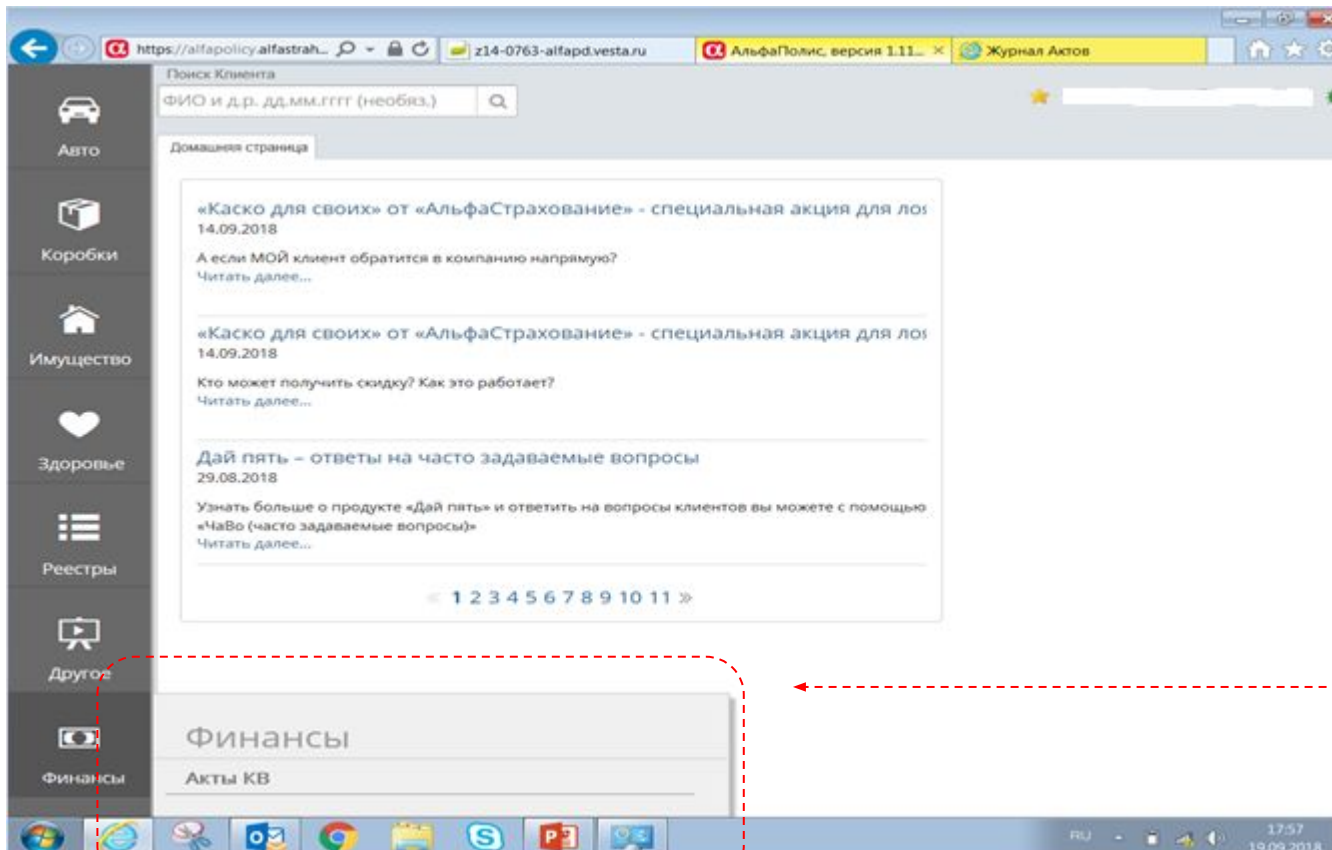 https://alfapolicy.alfastrah...
z14-0763-alfapd.vesta.ru
АльфаПолис, версия 1.11...
Журнал Актов
Поиск Клиента
ФИО и д.р. дд.мм.гггг (необяз.)
Авто
Домашняя страница
«Каско для своих» от «АльфаСтрахование» - специальная акция для лоя
14.09.2018
Коробки
А если МОЙ клиент обратится в компанию напрямую?
Читать далее...
Имущество
«Каско для своих» от «АльфаСтрахование» - специальная акция для лоя
14.09.2018
Кто может получить скидку? Как это работает?
Читать далее...
Здоровье
Дай пять – ответы на часто задаваемые вопросы
29.08.2018
Узнать больше о продукте «Дай пять» и ответить на вопросы клиентов вы можете с помощью
«ЧаВо (часто задаваемые вопросы)»
Читать далее...
Реестры
« 1 2 3 4 5 6 7 8 9 10 11 »
Другое
Финансы
Финансы
Акты КВ
RU
17:57
19.09.2018